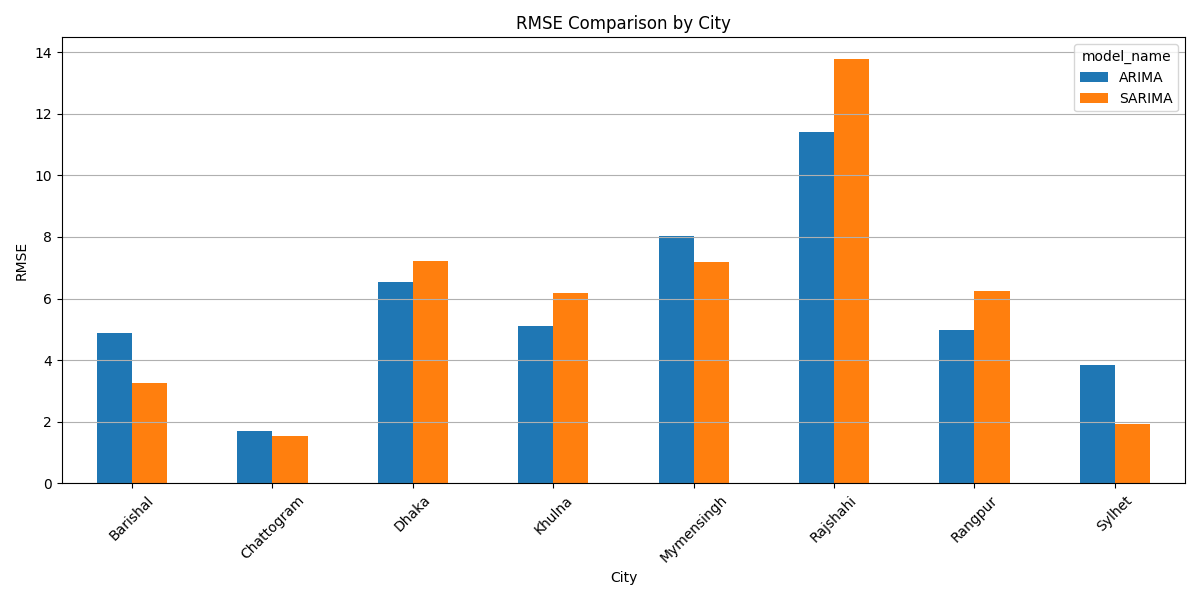 RMSE Comparison by City
model_name
ARIMA
SARIMA
RMSE
14
12
10
8
6
4
2
0
Barishal
Chattogram
Dhaka
Khulna
Mymensingh
Rajshahi
Rangpur
Sylhet
City